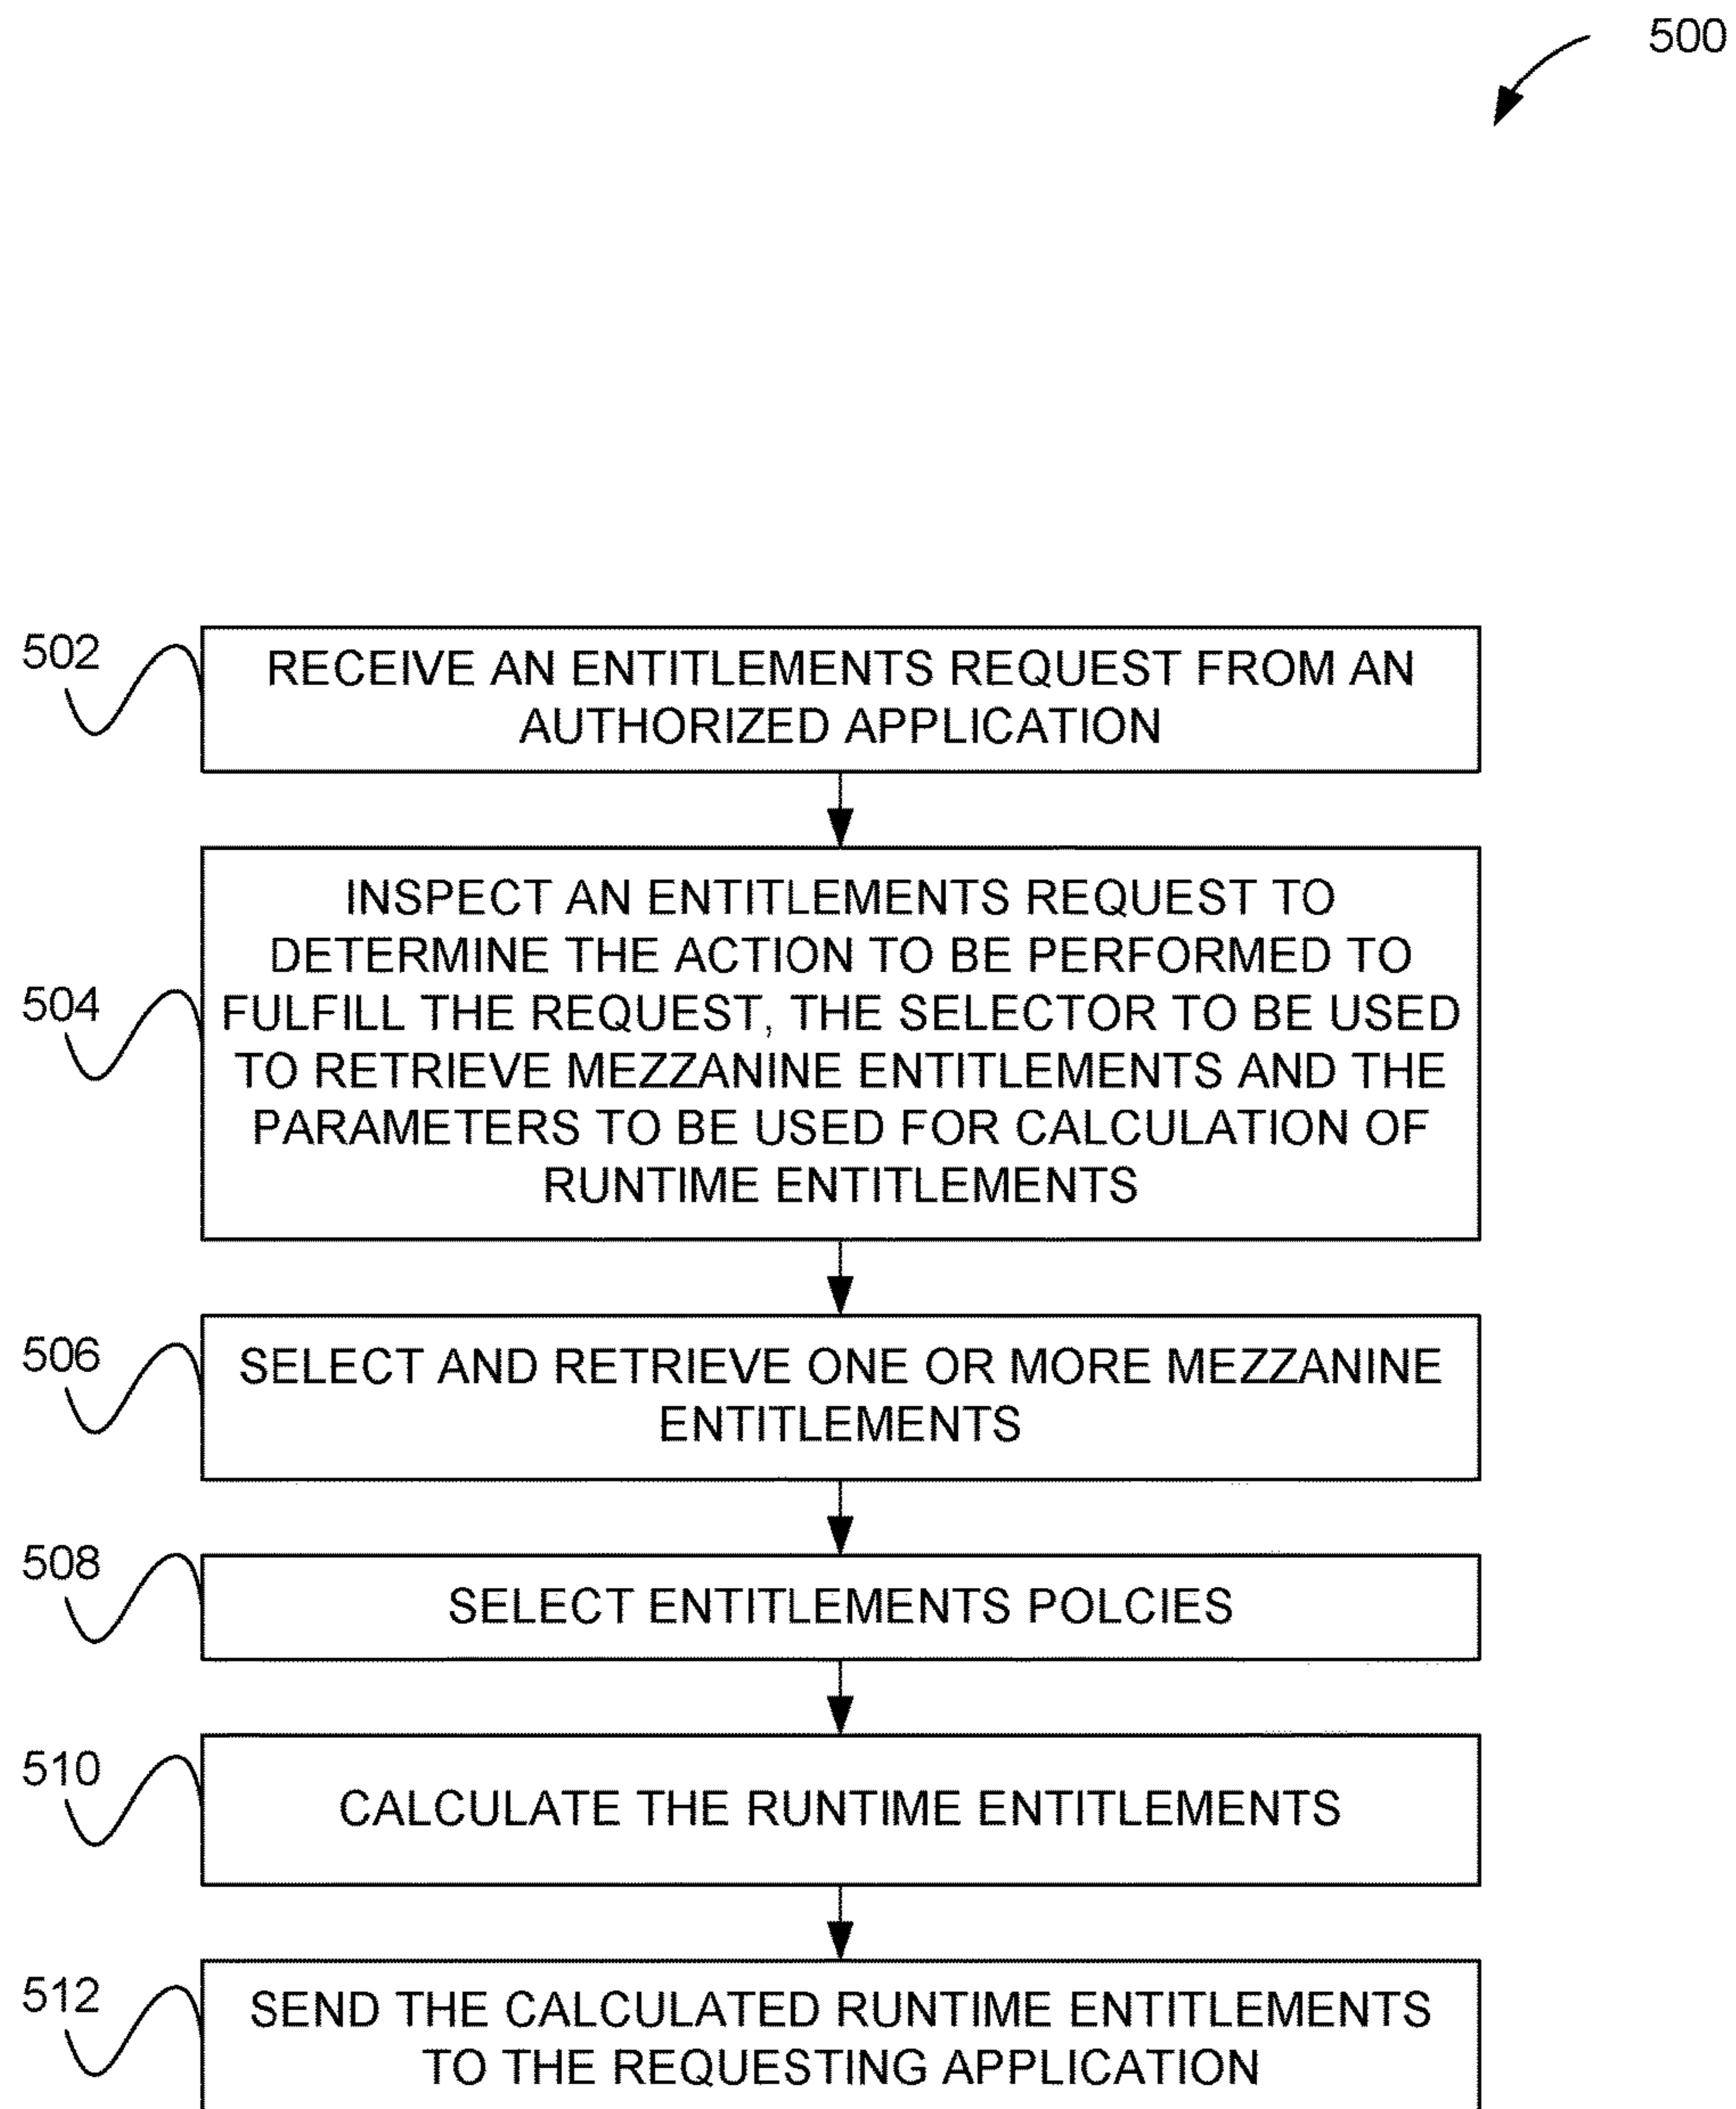 500
502
RECEIVE AN ENTITLEMENTS REQUEST FROM AN
AUTHORIZED APPLICATION
504
INSPECT AN ENTITLEMENTS REQUEST TO
DETERMINE THE ACTION TO BE PERFORMED TO
FULFILL THE REQUEST, THE SELECTOR TO BE USED
TO RETRIEVE MEZZANINE ENTITLEMENTS AND THE
PARAMETERS TO BE USED FOR CALCULATION OF
RUNTIME ENTITLEMENTS
506
SELECT AND RETRIEVE ONE OR MORE MEZZANINE
ENTITLEMENTS
508
SELECT ENTITLEMENTS POLCIES
510
CALCULATE THE RUNTIME ENTITLEMENTS
512
SEND THE CALCULATED RUNTIME ENTITLEMENTS
TO THE REQUESTING APPLICATION